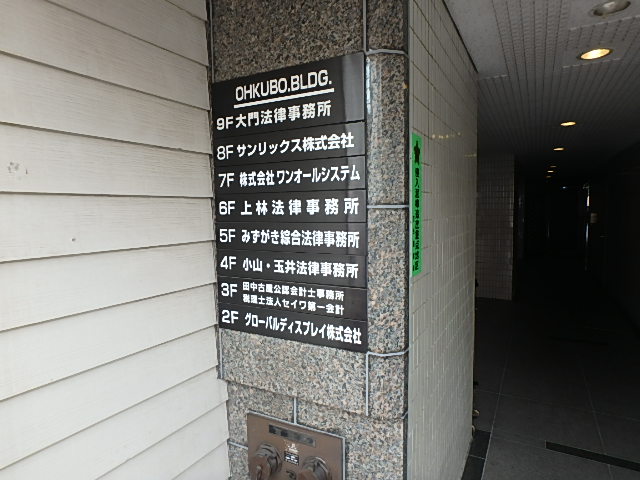 OHKUBO.BLDG.
9F 大門法律事務所
8F サンリックス株式会社
7F 株式会社 ワンオールシステム
6F 上林法律事務所
5F みずがき綜合法律事務所
4F 小山・玉井法律事務所
3F 田中古庵公認会計士事務所
税理士法人セイワ第一会計
2F グローバルディスプレイ株式会社